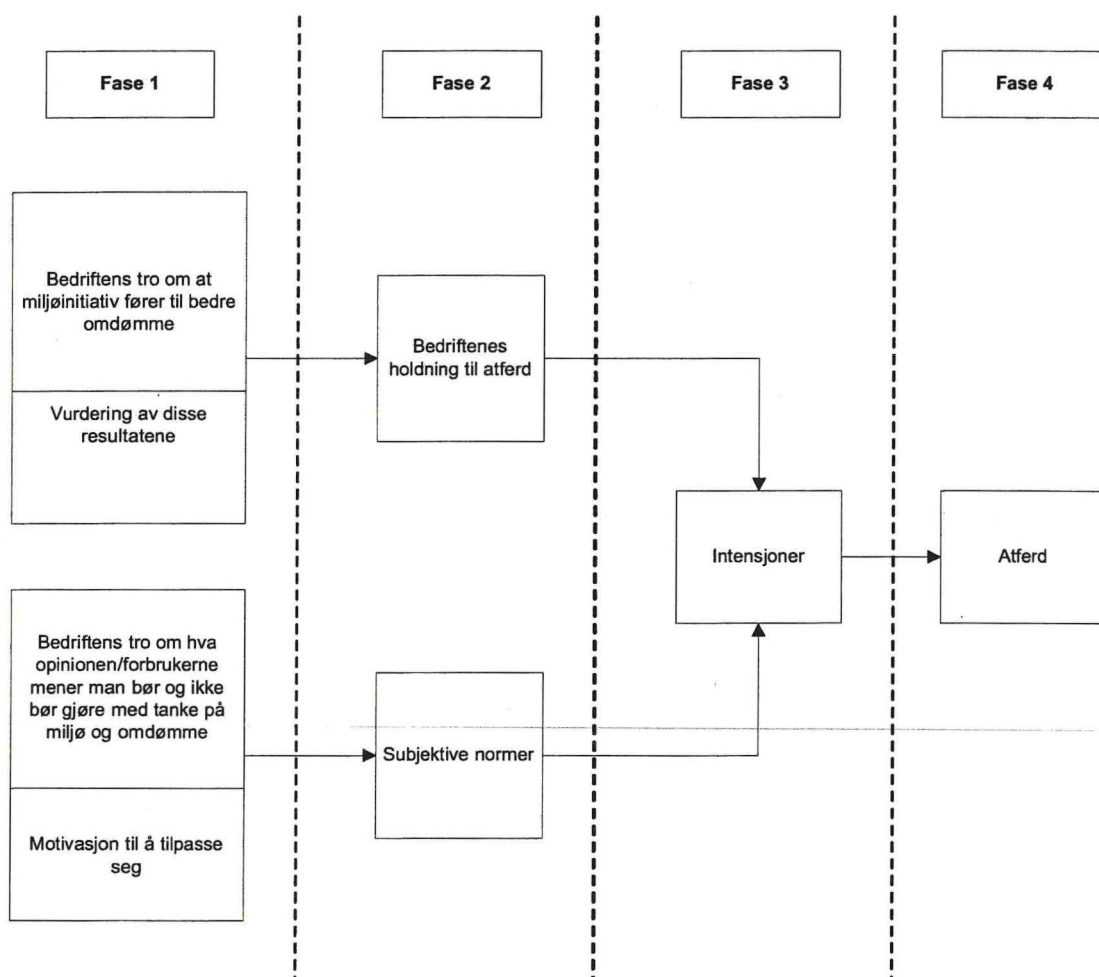 Fase 1
Fase 2
Fase 3
Fase 4
Bedriftens tro om at
miljøinitiativ fører til bedre
omdømme
Vurdering av disse
resultatene
Bedriftenes
holdning til atferd
Intensjoner
Atferd
Bedriftens tro om hva
opinionen/forbrukerne
mener man bør og ikke
bør gjøre med tanke på
miljø og omdømme
Motivasjon til å tilpasse
seg
Subjektive normer